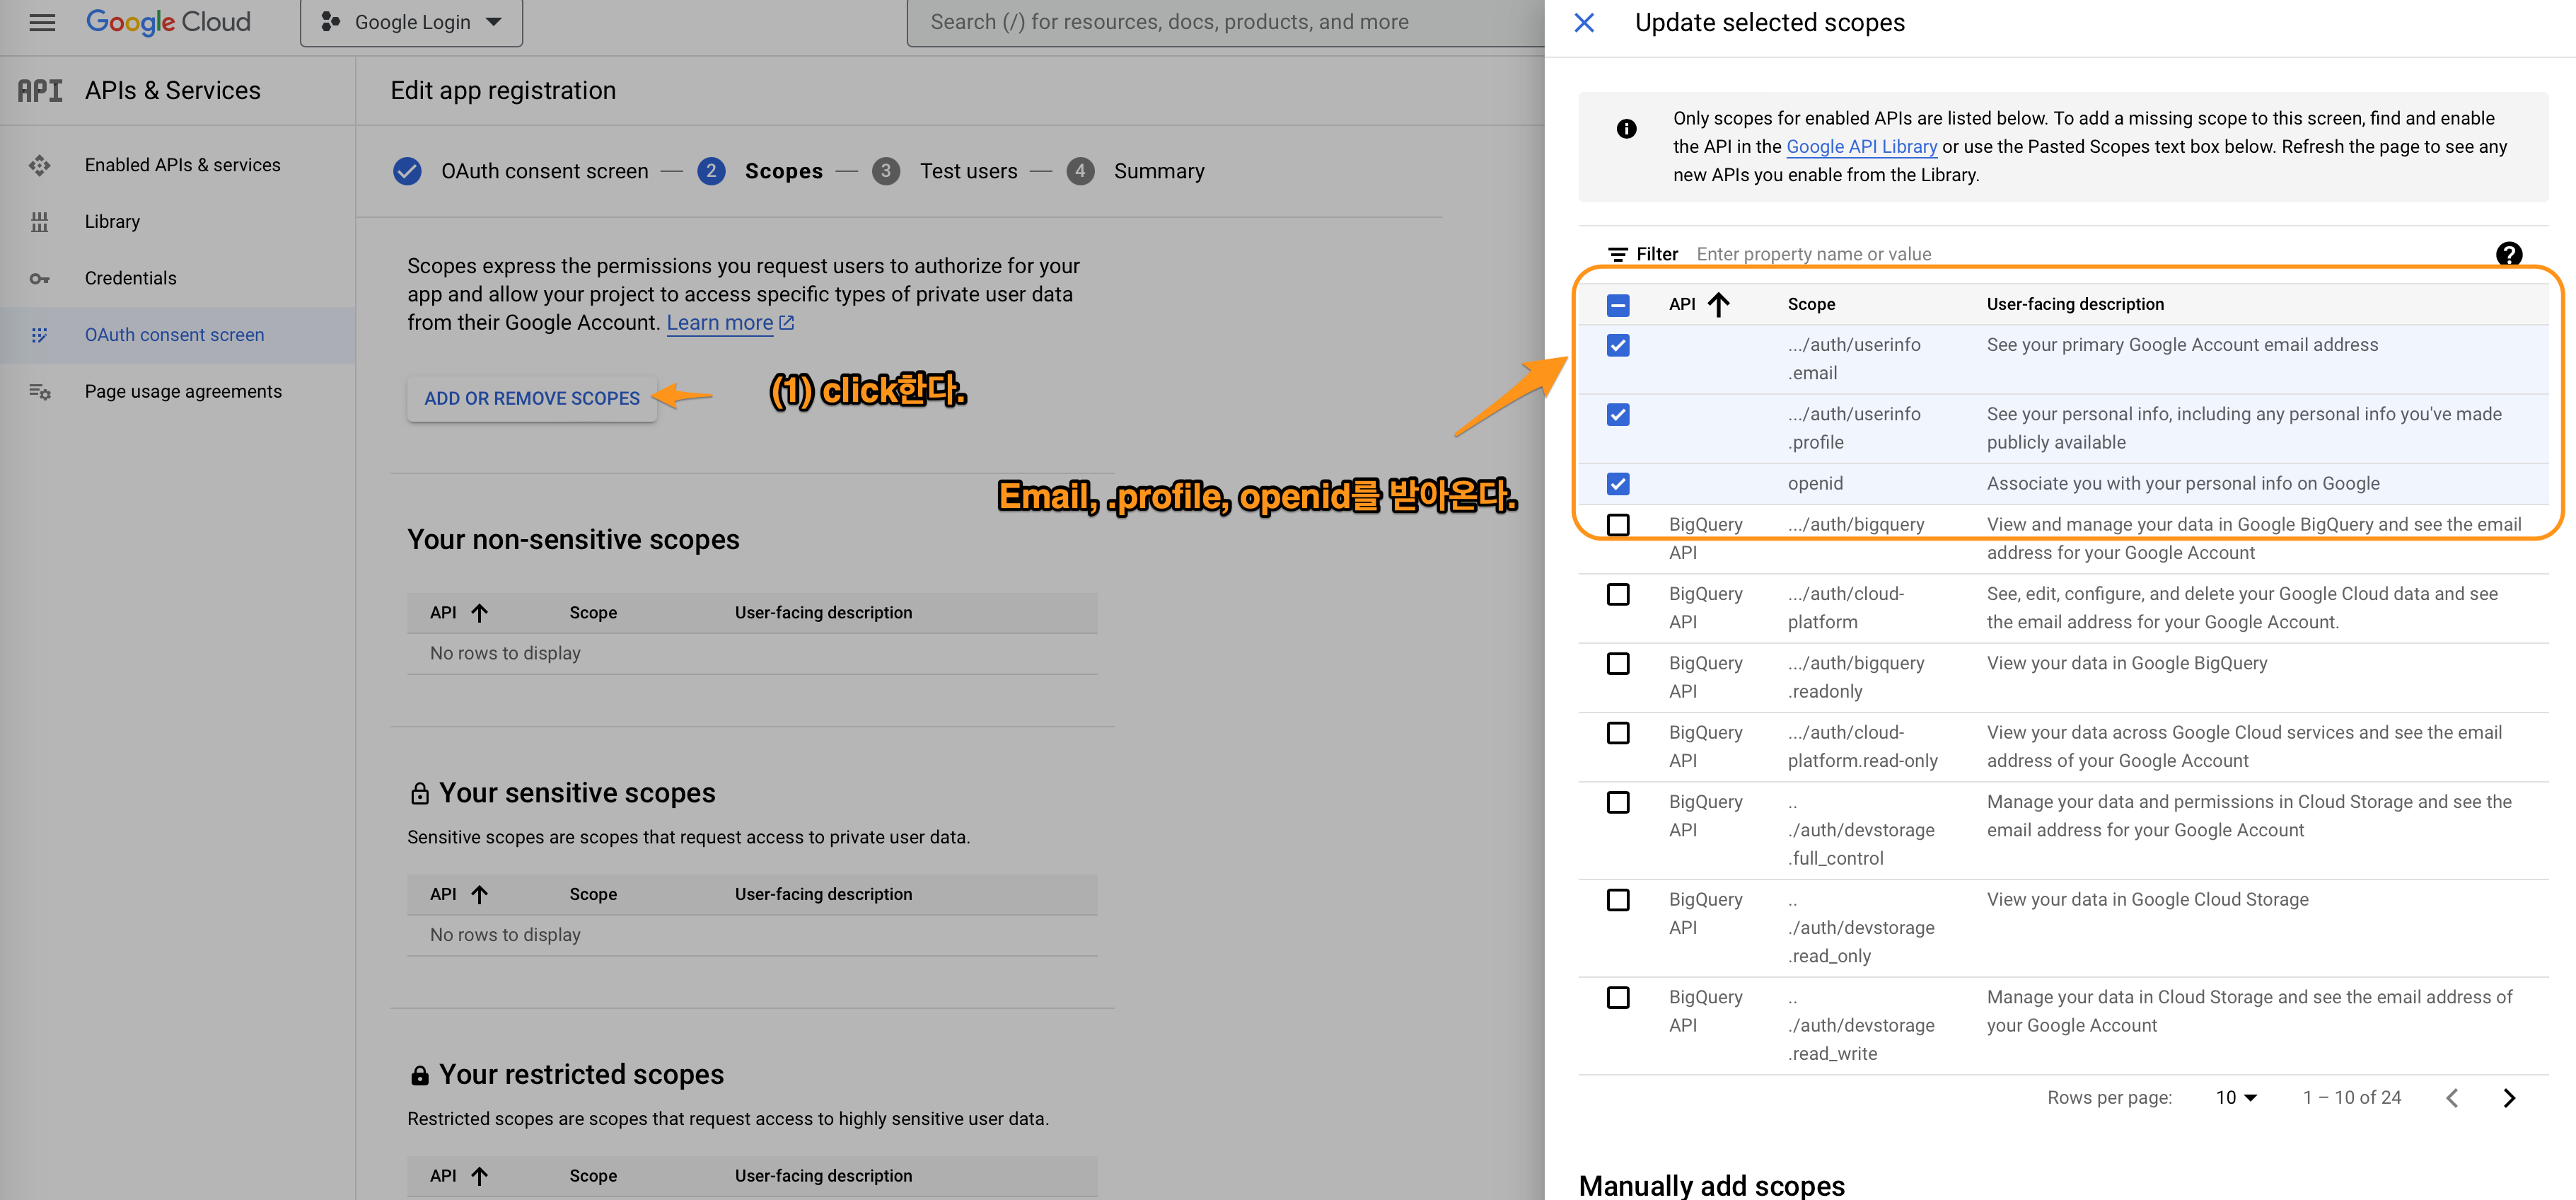 Google Cloud
Google Login
Search (/) for resources, docs, products, and more
API APIs & Services
Enabled APIs & services
Library
Credentials
OAuth consent screen
Page usage agreements
Edit app registration
OAuth consent screen — 2 Scopes — 3 Test users — 4 Summary
Scopes express the permissions you request users to authorize for your
app and allow your project to access specific types of private user data
from their Google Account. Learn more
ADD OR REMOVE SCOPES
(1) click한다.
Email, .profile, openid를 받아온다.
Your non-sensitive scopes
API Scope User-facing description
No rows to display
Your sensitive scopes
Sensitive scopes are scopes that request access to private user data.
API Scope User-facing description
No rows to display
Your restricted scopes
Restricted scopes are scopes that request access to highly sensitive user data.
API Scope User-facing description
Update selected scopes
Only scopes for enabled APIs are listed below. To add a missing scope to this screen, find and enable
the API in the Google API Library or use the Pasted Scopes text box below. Refresh the page to see any
new APIs you enable from the Library.
Filter Enter property name or value
API Scope User-facing description
.../auth/userinfo See your primary Google Account email address
.email
.../auth/userinfo See your personal info, including any personal info you've made
.profile publicly available
openid Associate you with your personal info on Google
BigQuery .../auth/bigquery View and manage your data in Google BigQuery and see the email
API address for your Google Account
BigQuery .../auth/cloud- See, edit, configure, and delete your Google Cloud data and see
API platform the email address for your Google Account.
BigQuery .../auth/bigquery View your data in Google BigQuery
API .readonly
BigQuery .../auth/cloud- View your data across Google Cloud services and see the email
API platform.read-only address of your Google Account
BigQuery .. Manage your data and permissions in Cloud Storage and see the
API ./auth/devstorage email address for your Google Account
.full_control
BigQuery .. View your data in Google Cloud Storage
API ./auth/devstorage
.read_only
BigQuery .. Manage your data in Cloud Storage and see the email address of
API ./auth/devstorage your Google Account
.read_write
Rows per page: 10 1 – 10 of 24
Manually add scopes